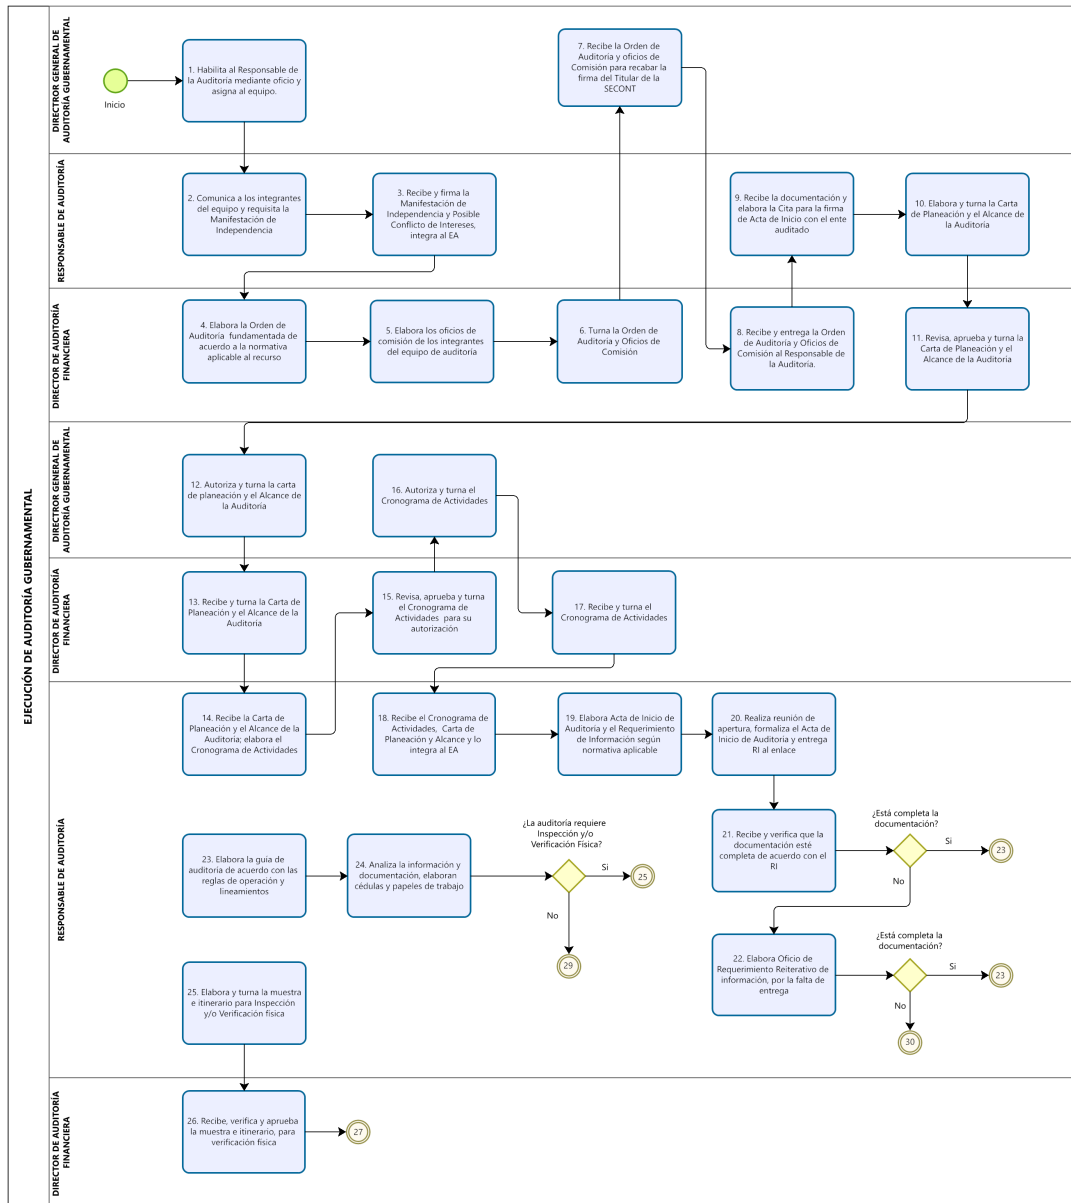 EJECUCIÓN DE AUDITORÍA GUBERNAMENTAL
DIRECTROR GENERAL DE
AUDITORÍA GUBERNAMENTAL
Inicio
1. Habilita al Responsable de
la Auditoría mediante oficio y
asigna al equipo.
7. Recibe la Orden de
Auditoría y oficios de
Comisión para recabar la
firma del Titular de la
SECONT
RESPONSABLE DE AUDITORÍA
2. Comunica a los integrantes
del equipo y requisita la
Manifestación de
Independencia
3. Recibe y firma la
Manifestación de
Independencia y Posible
Conflicto de Intereses,
integra al EA
9. Recibe la documentación y
elabora la Cita para la firma
de Acta de Inicio con el ente
auditado
10. Elabora y turna la Carta
de Planeación y el Alcance de
la Auditoría
DIRECTOR DE AUDITORÍA
FINANCIERA
4. Elabora la Orden de
Auditoría fundamentada de
acuerdo a la normativa
aplicable al recurso
5. Elabora los oficios de
comisión de los integrantes
del equipo de auditoría
6. Turna la Orden de
Auditoría y Oficios de
Comisión
8. Recibe y entrega la Orden
de Auditoría y Oficios de
Comisión al Responsable de
la Auditoría.
11. Revisa, aprueba y turna la
Carta de Planeación y el
Alcance de la Auditoría
DIRECTROR GENERAL DE
AUDITORÍA GUBERNAMENTAL
12. Autoriza y turna la carta
de planeación y el Alcance de
la Auditoría
16. Autoriza y turna el
Cronograma de Actividades
DIRECTOR DE AUDITORÍA
FINANCIERA
13. Recibe y turna la Carta de
Planeación y el Alcance de la
Auditoría
15. Revisa, aprueba y turna
el Cronograma de
Actividades para su
autorización
17. Recibe y turna el
Cronograma de Actividades
RESPONSABLE DE AUDITORÍA
14. Recibe la Carta de
Planeación y el Alcance de la
Auditoría; elabora el
Cronograma de Actividades
18. Recibe el Cronograma de
Actividades, Carta de
Planeación y Alcance y lo
integra al EA
19. Elabora Acta de Inicio de
Auditoría y el Requerimiento
de Información según
normativa aplicable
20. Realiza reunión de
apertura, formaliza el Acta de
Inicio de Auditoría y entrega
RI al enlace
21. Recibe y verifica que la
documentación esté
completa de acuerdo con el
RI
¿Está completa la
documentación?
Si
23
No
23. Elabora la guía de
auditoría de acuerdo con las
reglas de operación y
lineamientos
24. Analiza la información y
documentación, elaboran
cédulas y papeles de trabajo
¿La auditoría requiere
Inspección y/o
Verificación Física?
Si
25
No
29
22. Elabora Oficio de
Requerimiento Reiterativo de
información, por la falta de
entrega
¿Está completa la
documentación?
Si
23
No
30
25. Elabora y turna la muestra
e itinerario para Inspección
y/o Verificación física
DIRECTOR DE AUDITORÍA
FINANCIERA
26. Recibe, verifica y aprueba
la muestra e itinerario, para
verificación física
27